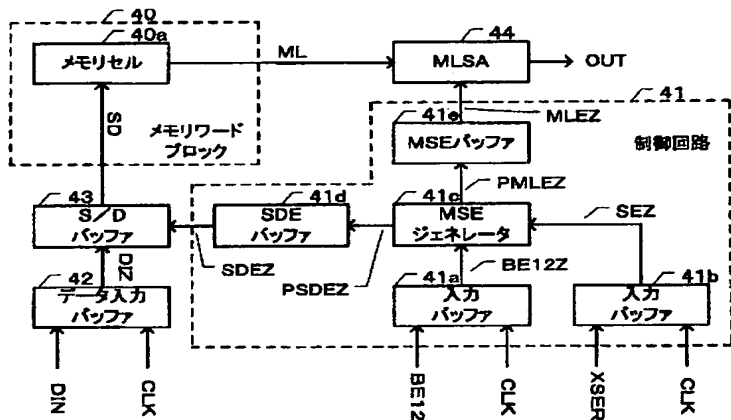 40
40a
メモリセル
ML
44
MLSA
OUT
SD
メモリワード
ブロック
41
41e
MLEZ
MSEバッファ
制御回路
PMLEZ
43
S/D
バッファ
41d
SDE
バッファ
41c
MSE
ジェネレータ
SEZ
SDEZ
PSDEZ
BE12Z
DIZ
42
データ入力
バッファ
41a
入力
バッファ
41b
入力
バッファ
DIN
CLK
BE12
CLK
XSER
CLK